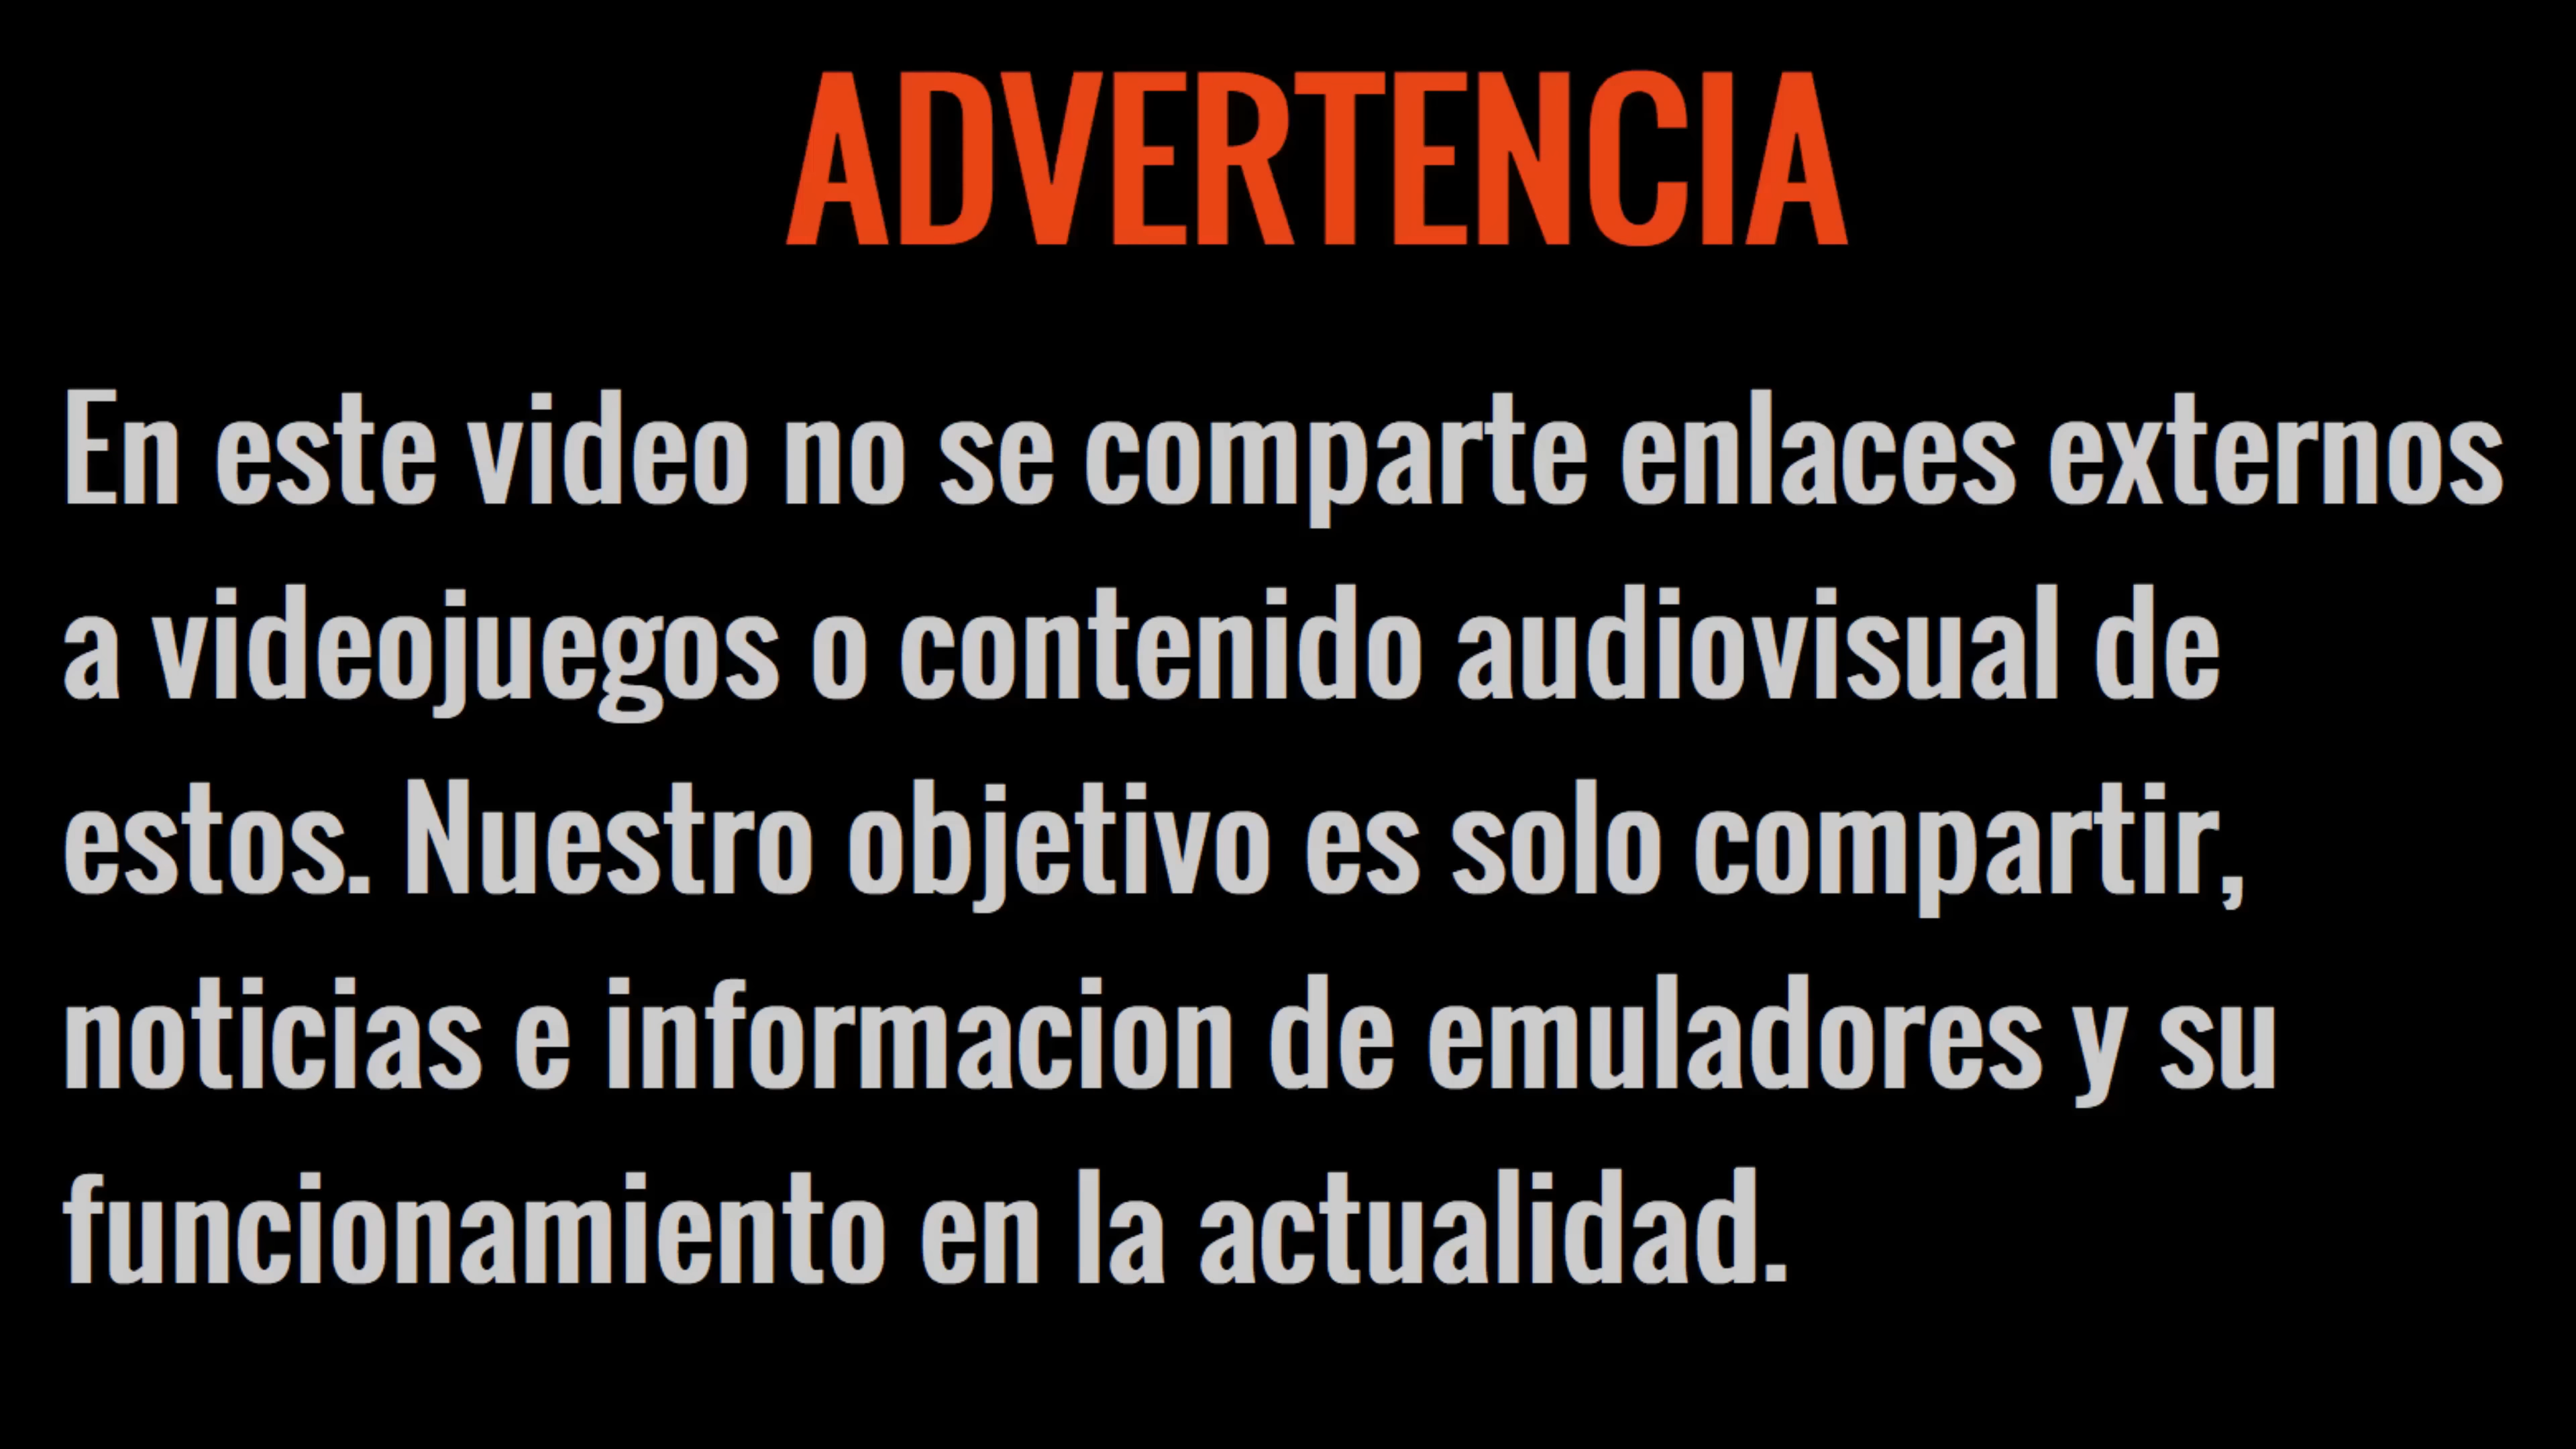 ADVERTENCIA
En este video no se comparte enlaces externos
a videojuegos o contenido audiovisual de
estos. Nuestro objetivo es solo compartir,
noticias e informacion de emuladores y su
funcionamiento en la actualidad.